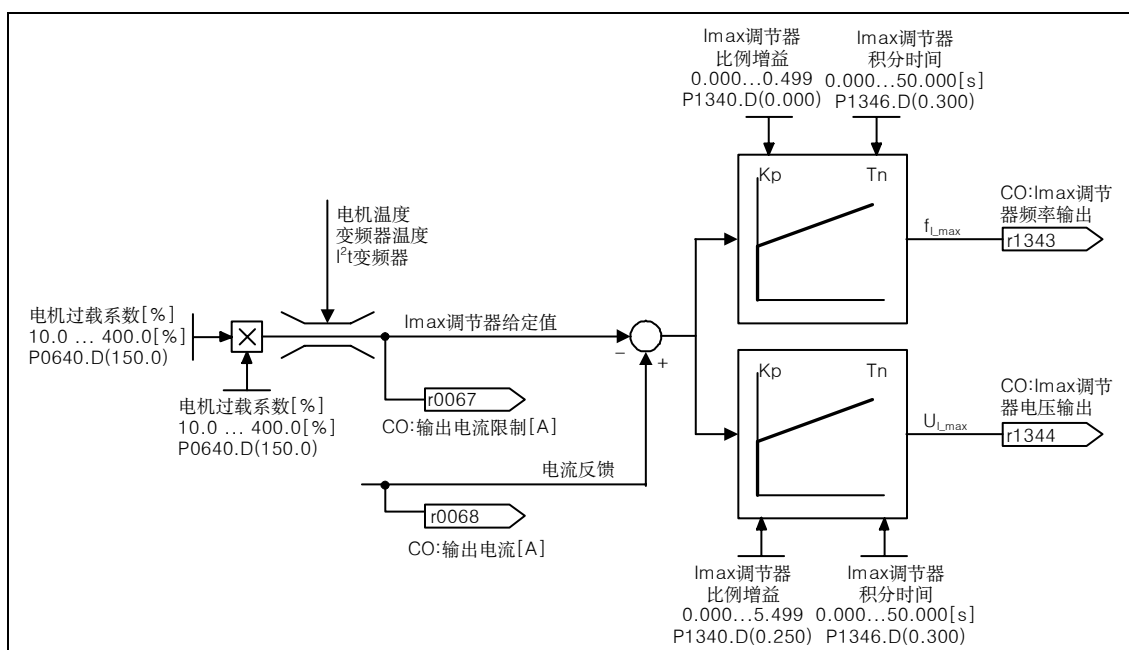 Imax调节器
比例增益
0.000...0.499
P1340.D(0.000)
Imax调节器
积分时间
0.000...50.000[s]
P1346.D(0.300)
Kp
Tn
电机温度
变频器温度
I²t变频器
f I_max
CO:Imax调节
器频率输出
r1343
电机过载系数[%]
10.0 ... 400.0[%]
P0640.D(150.0)
×
Imax调节器给定值
−
+
电机过载系数[%]
10.0 ... 400.0[%]
P0640.D(150.0)
r0067
CO:输出电流限制[A]
Kp
Tn
U I_max
CO:Imax调节
器电压输出
r1344
电流反馈
r0068
CO:输出电流[A]
Imax调节器
比例增益
0.000...5.499
P1340.D(0.250)
Imax调节器
积分时间
0.000...50.000[s]
P1346.D(0.300)